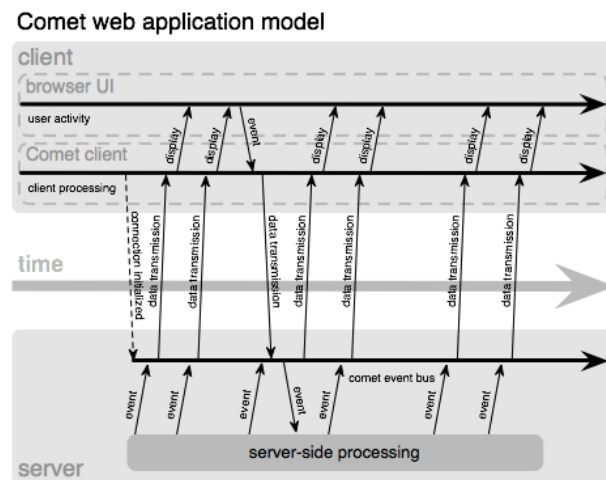 Comet web application model
client
browser UI
user activity
display
display
event
display
display
display
display
Comet client
client processing
connection initialized
data transmission
data transmission
data transmission
data transmission
data transmission
data transmission
data transmission
time
comet event bus
event
event
event
event
event
event
event
server-side processing
server